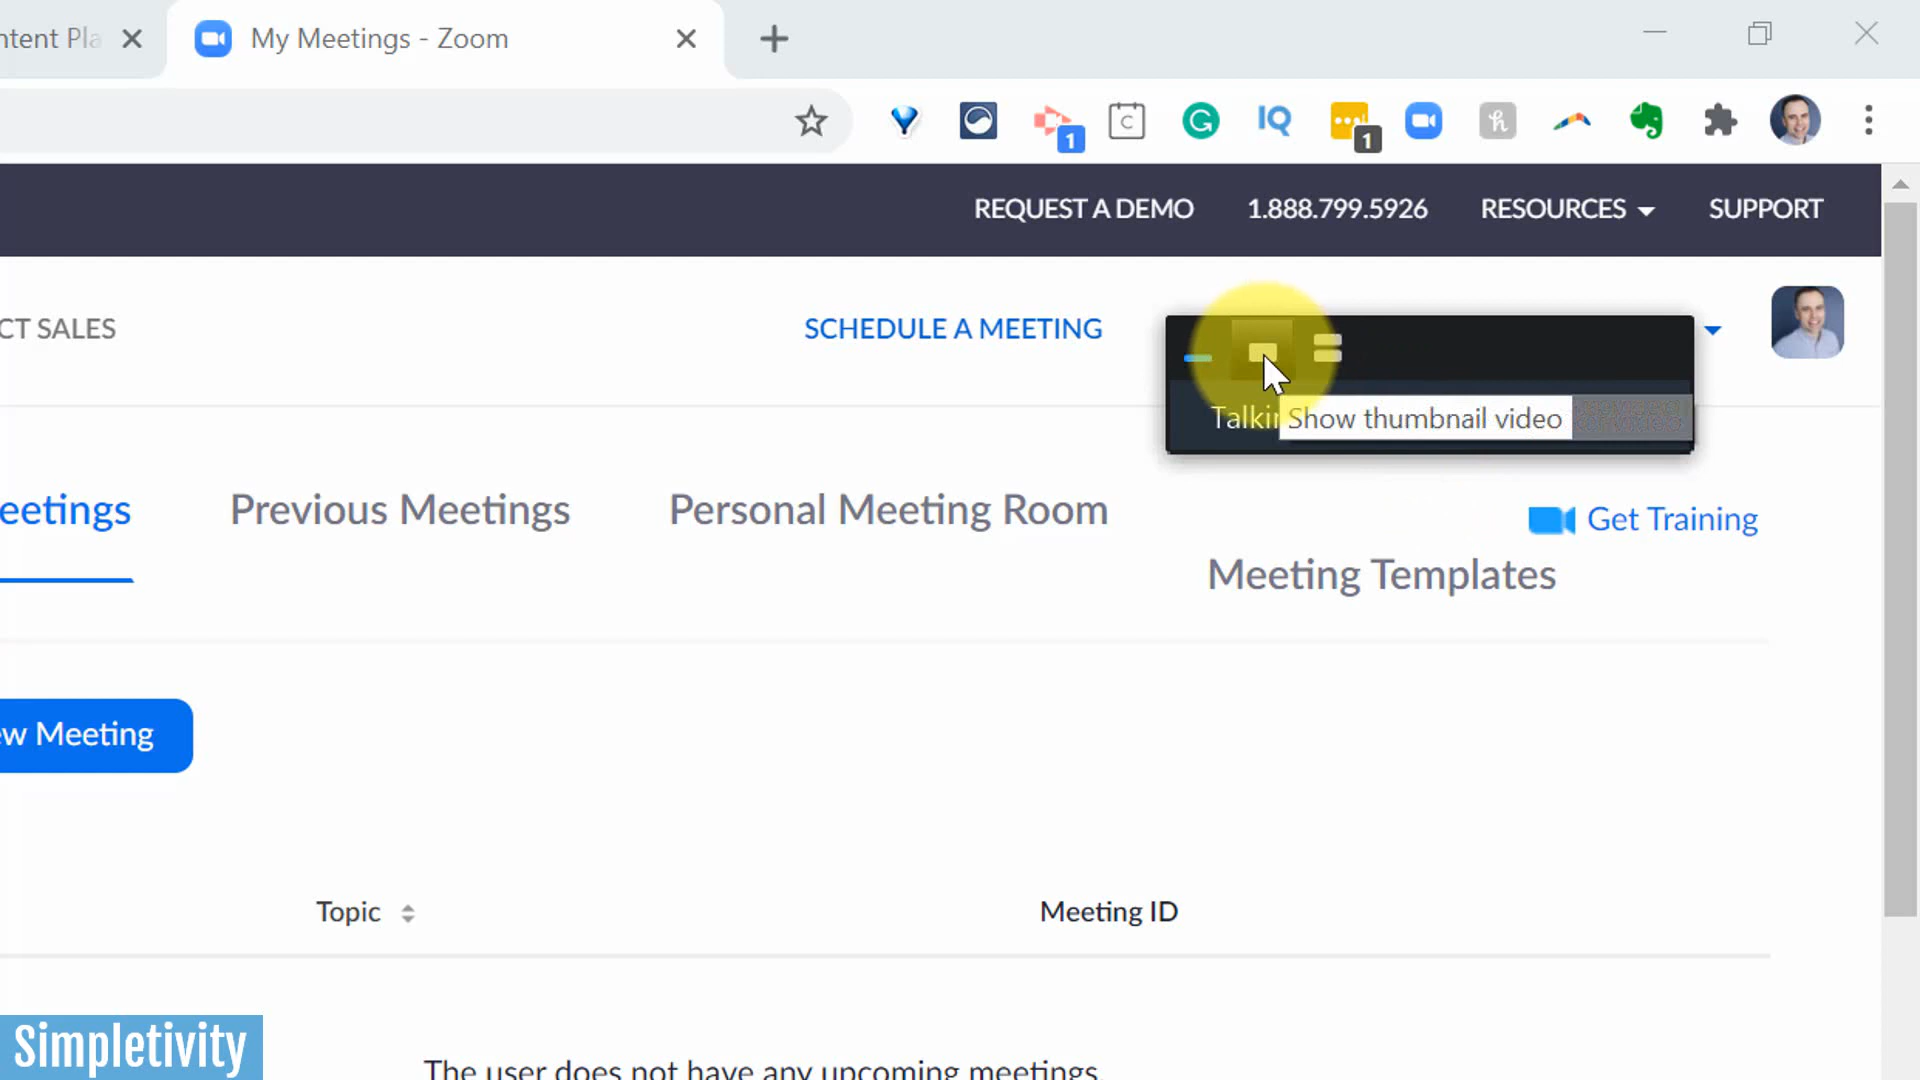 ntent Pla
My Meetings - Zoom
1
C
G
IQ
1
h
REQUEST A DEMO 1.888.799.5926 RESOURCES SUPPORT
CT SALES
SCHEDULE A MEETING
Talkin
Show thumbnail video
eetings
Previous Meetings
Personal Meeting Room
Get Training
Meeting Templates
ew Meeting
Topic
Meeting ID
Simpletivity
The user does not have any upcoming meetings.